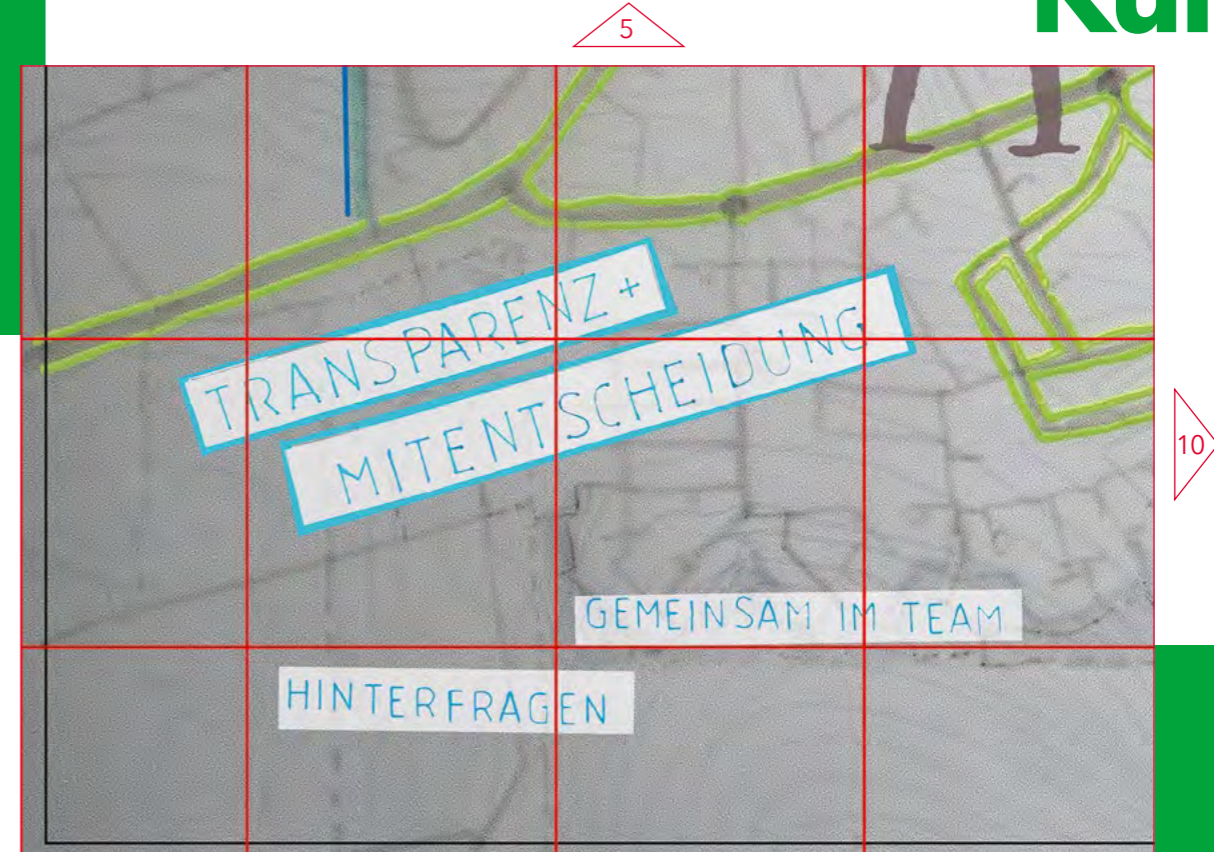 5
TRANSPARENZ +
MITENTSCHEIDUNG
10
GEMEINSAM IM TEAM
HINTERFRAGEN